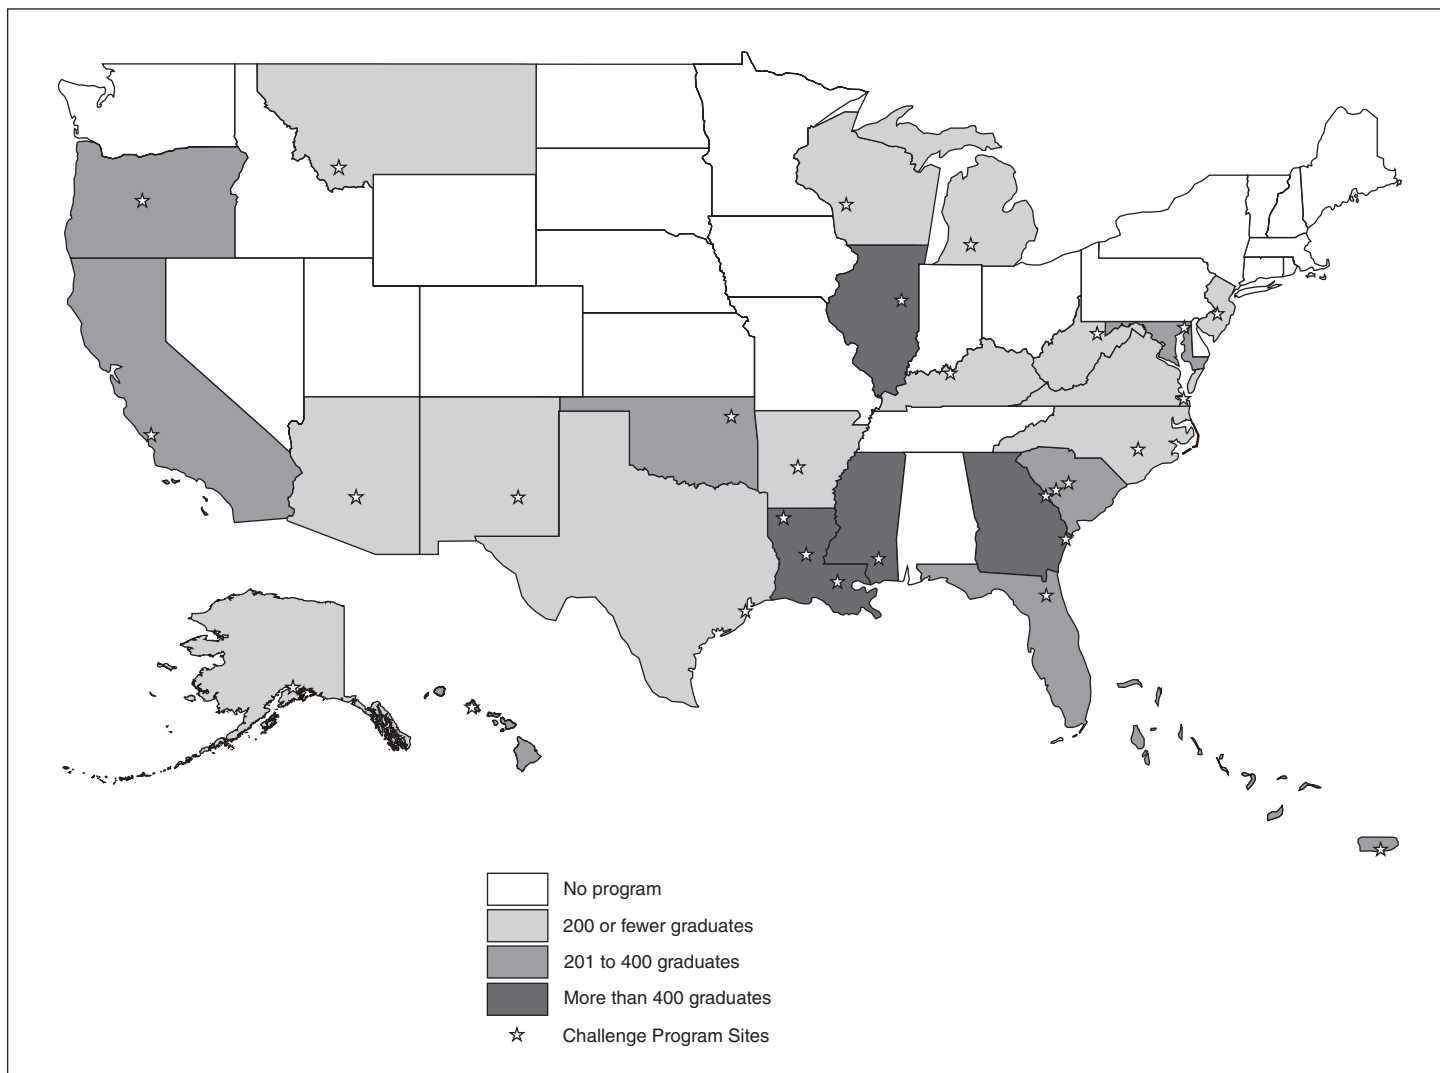 No program
200 or fewer graduates
201 to 400 graduates
More than 400 graduates
Challenge Program Sites